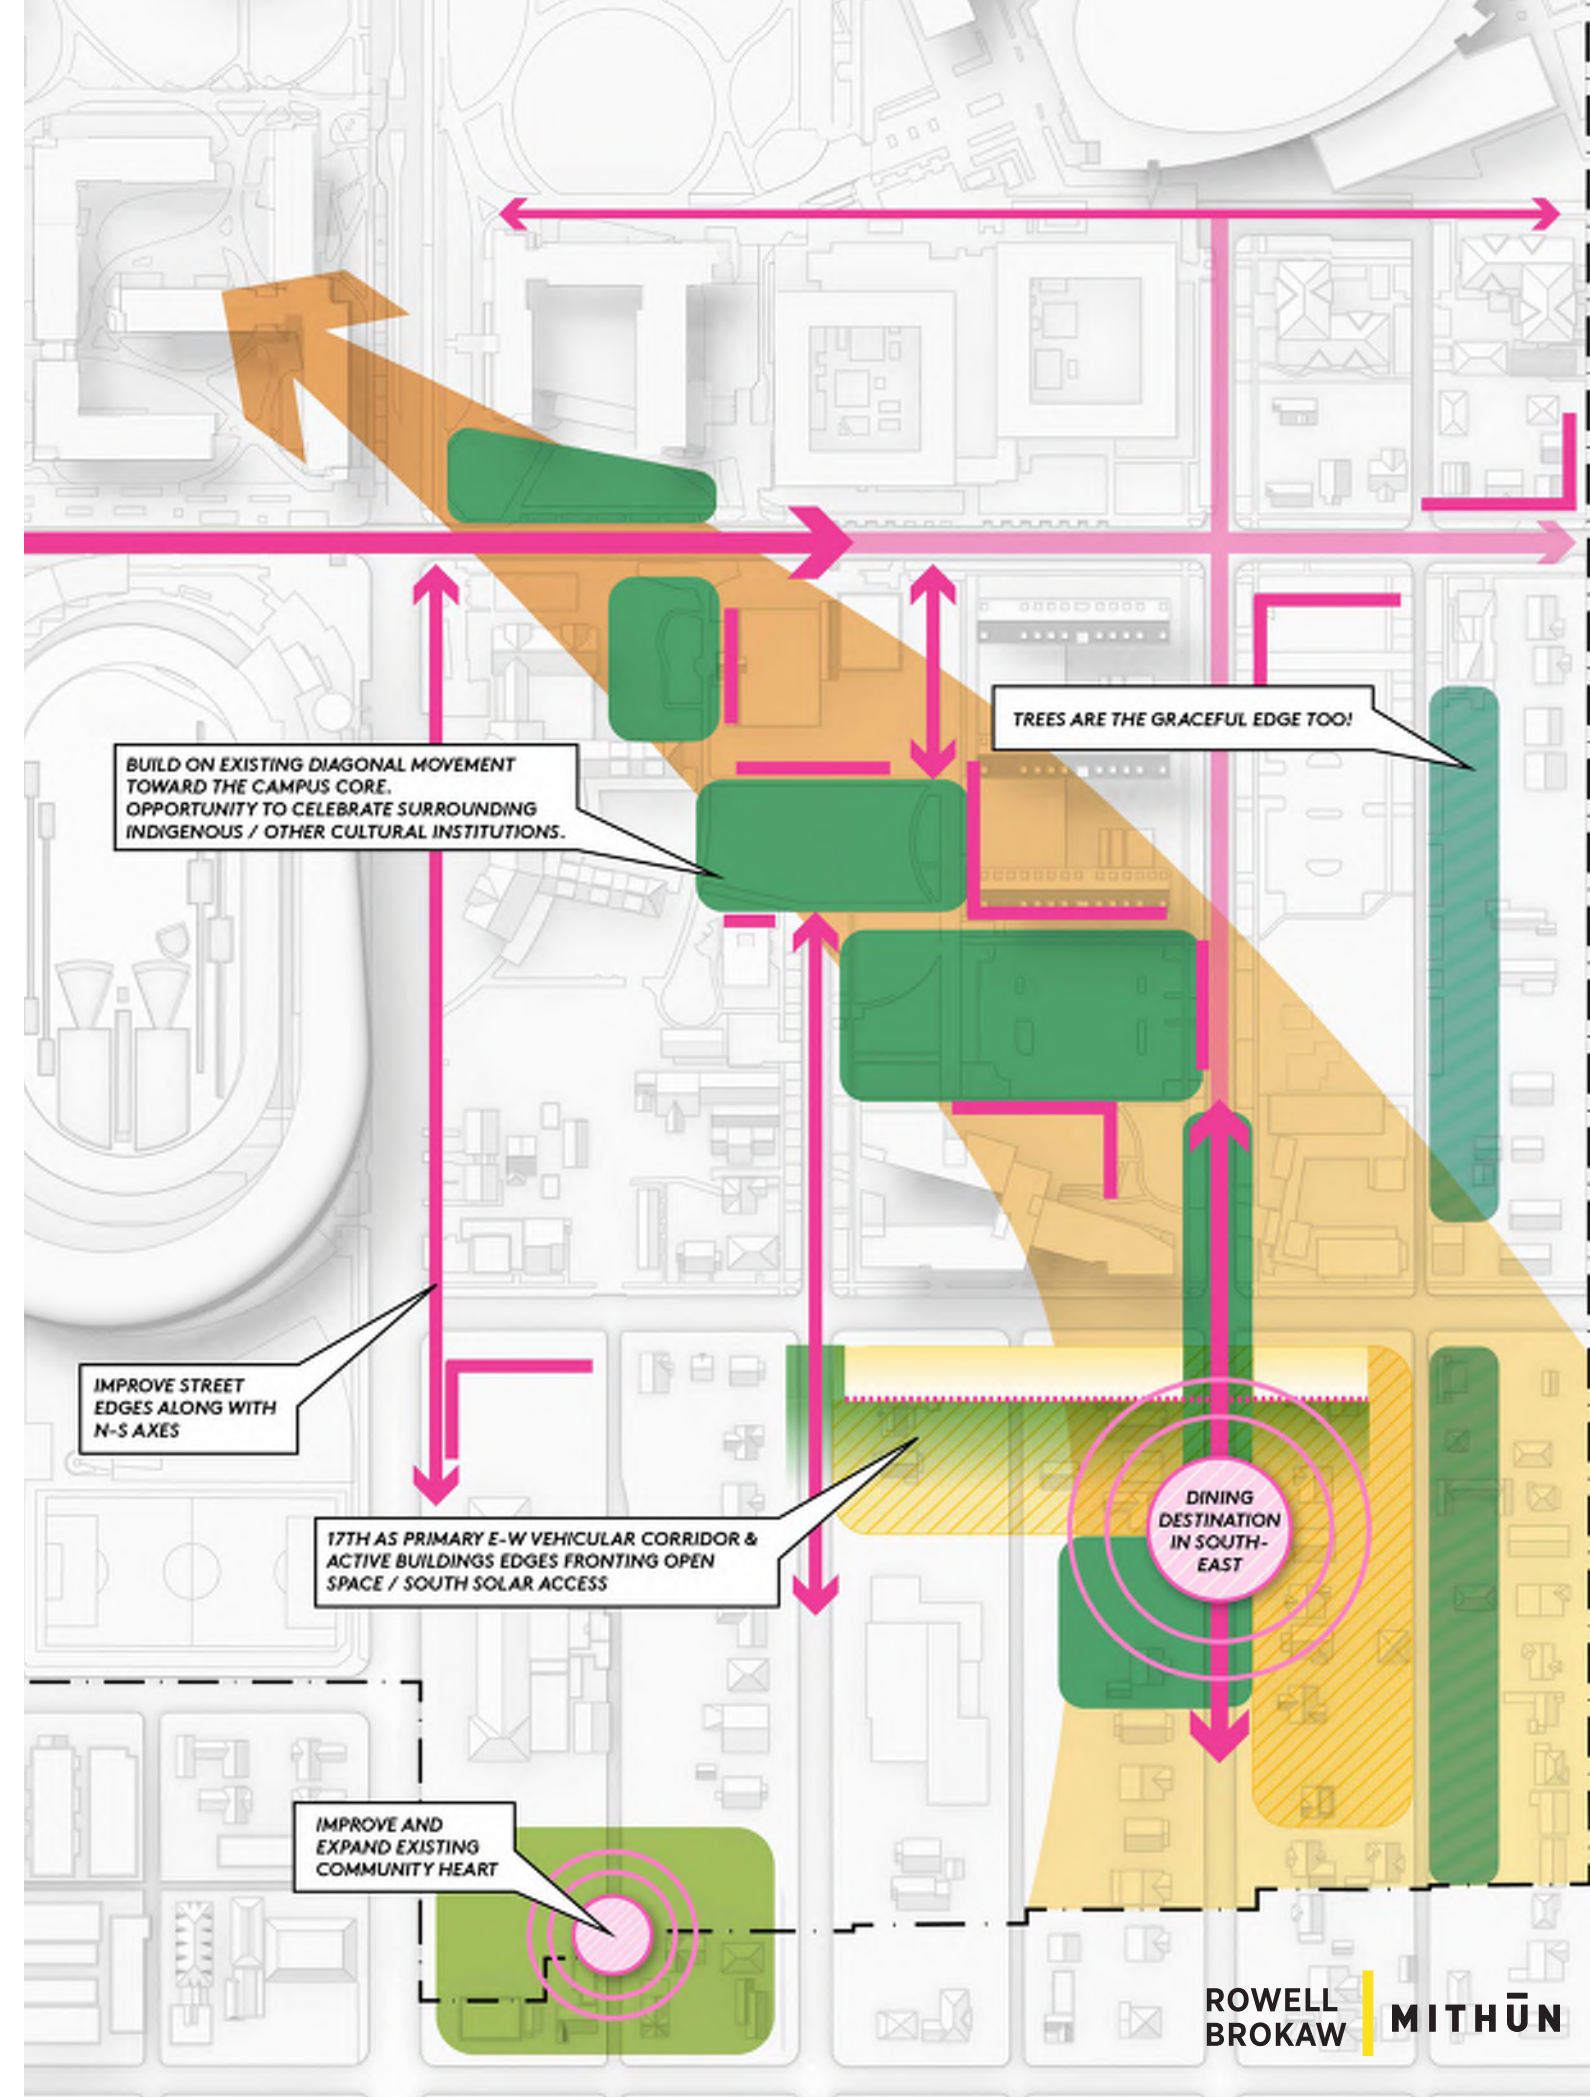 TREES ARE THE GRACEFUL EDGE TOO!
BUILD ON EXISTING DIAGONAL MOVEMENT
TOWARD THE CAMPUS CORE.
OPPORTUNITY TO CELEBRATE SURROUNDING
INDIGENOUS / OTHER CULTURAL INSTITUTIONS.
IMPROVE STREET
EDGES ALONG WITH
N-S AXES
17TH AS PRIMARY E-W VEHICULAR CORRIDOR &
ACTIVE BUILDINGS EDGES FRONTING OPEN
SPACE / SOUTH SOLAR ACCESS
DINING
DESTINATION
IN SOUTH-
EAST
IMPROVE AND
EXPAND EXISTING
COMMUNITY HEART
ROWELL
BROKAW
MITHŪN